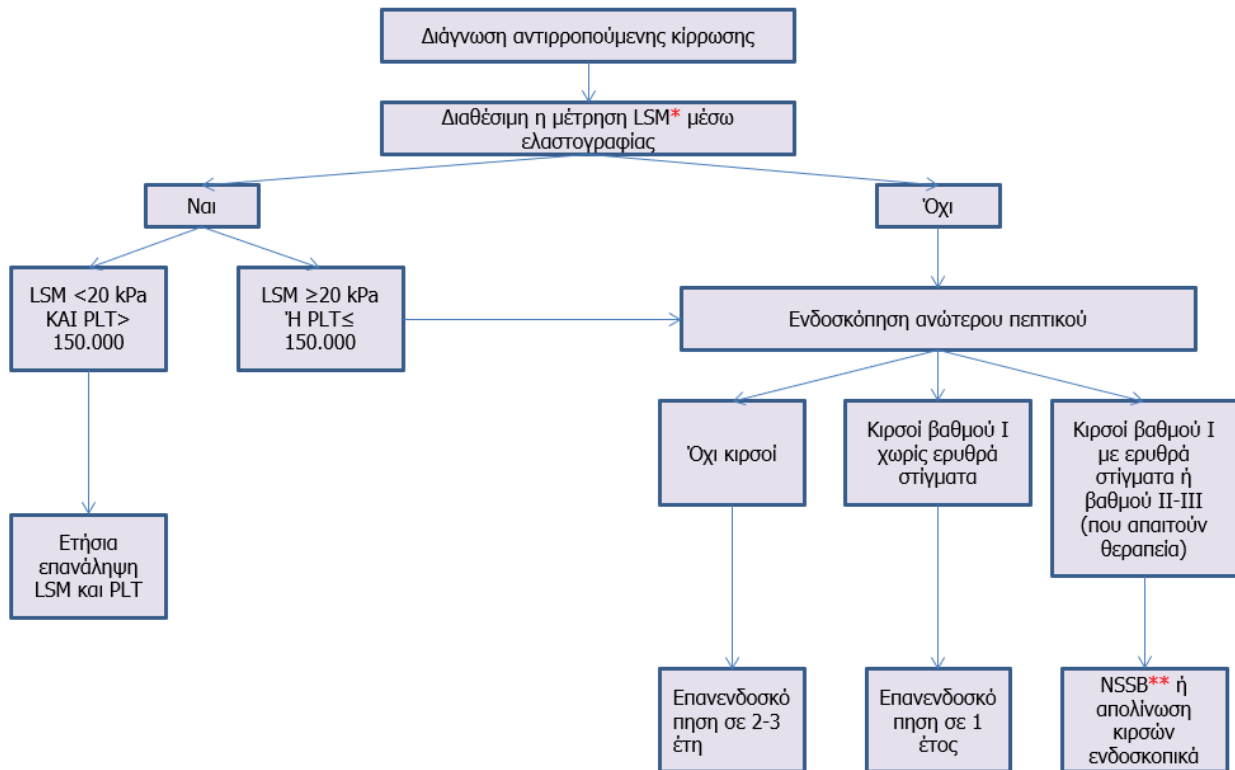 Διάγνωση αντιρροπούμενης κίρρωσης
Διαθέσιμη η μέτρηση LSM* μέσω
ελαστογραφίας
Ναι
Όχι
LSM <20 kPa
ΚΑΙ PLT>
150.000
LSM ≥20 kPa
Ή PLT≤
150.000
Ενδοσκόπηση ανώτερου πεπτικού
Όχι κιρσοί
Κιρσοί βαθμού Ι
χωρίς ερυθρά
στίγματα
Κιρσοί βαθμού Ι
με ερυθρά
στίγματα ή
βαθμού ΙΙ-ΙΙΙ
(που απαιτούν
θεραπεία)
Ετήσια
επανάληψη
LSM και PLT
Επανενδοσκό
πηση σε 2-3
έτη
Επανενδοσκό
πηση σε 1
έτος
NSSB** ή
απολίνωση
κιρσών
ενδοσκοπικά